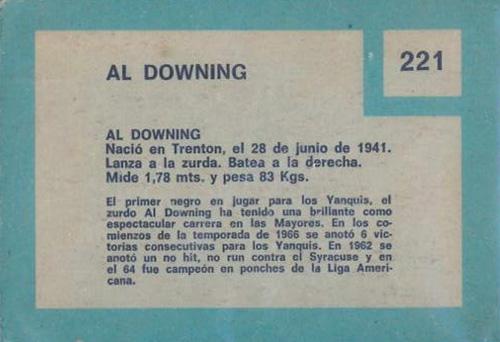 AL DOWNING
221
AL DOWNING
Nació en Trenton, el 28 de junio de 1941.
Lanza a la zurda. Batea a la derecha.
Mide 1,78 mts. y pesa 83 Kgs.
El primer negro en jugar para los Yanquis, el
zurdo Al Downing ha tenido una brillante como
espectacular carrera en las Mayores. En los co-
mienzos de la temporada de 1966 se anotó 6 vic-
torias consecutivas para los Yanquis. En 1962 se
anotó un no hit, no run contra el Syracuse y en
el 64 fue campeón en ponches de la Liga Ameri-
cana.